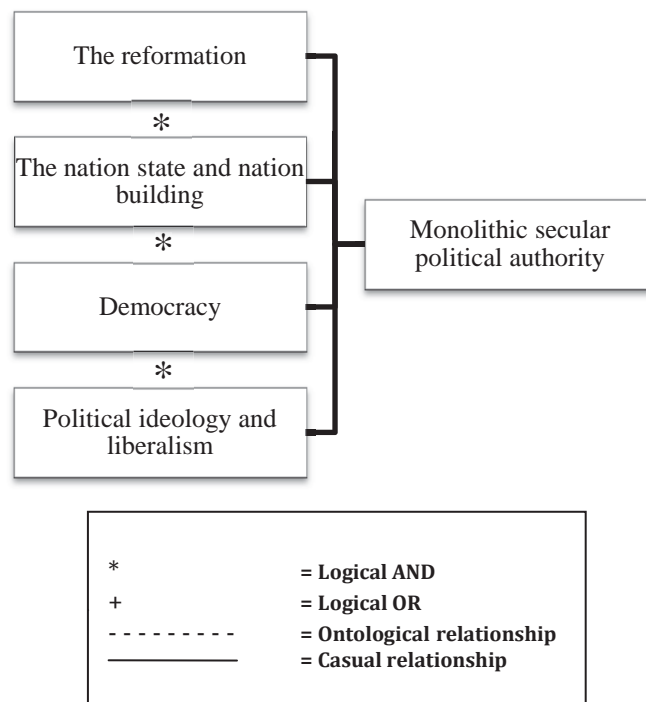 The reformation
*
The nation state and nation
building
*
Democracy
*
Political ideology and
liberalism
Monolithic secular
political authority
* = Logical AND
+ = Logical OR
- - - - - - - - - = Ontological relationship
= Casual relationship